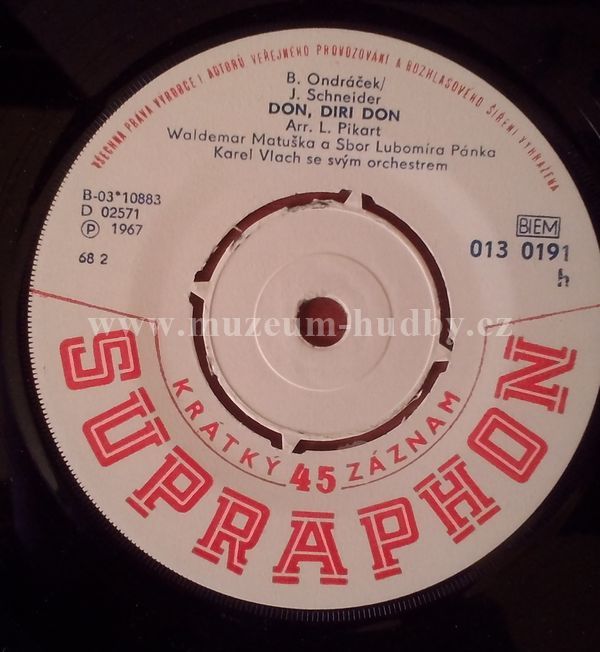 VŠECHNA PRÁVA VÝROBCE I AUTORŮ VEŘEJNÉHO PROVOZOVÁNÍ A ROZHLASOVÉHO ŠÍŘENÍ VYHRAŽENA
B. Ondráček/
J. Schneider
DON, DIRI DON
Arr. L. Pikart
Waldemar Matuška a Sbor Lubomíra Pánka
Karel Vlach se svým orchestrem
B-03*10883
D 02571
Ⓟ 1967
68 2
BIEM
013 0191
h
www.muzeum-hudby.cz
KRÁTKÝ 45 ZÁZNAM
SUPRAPHON